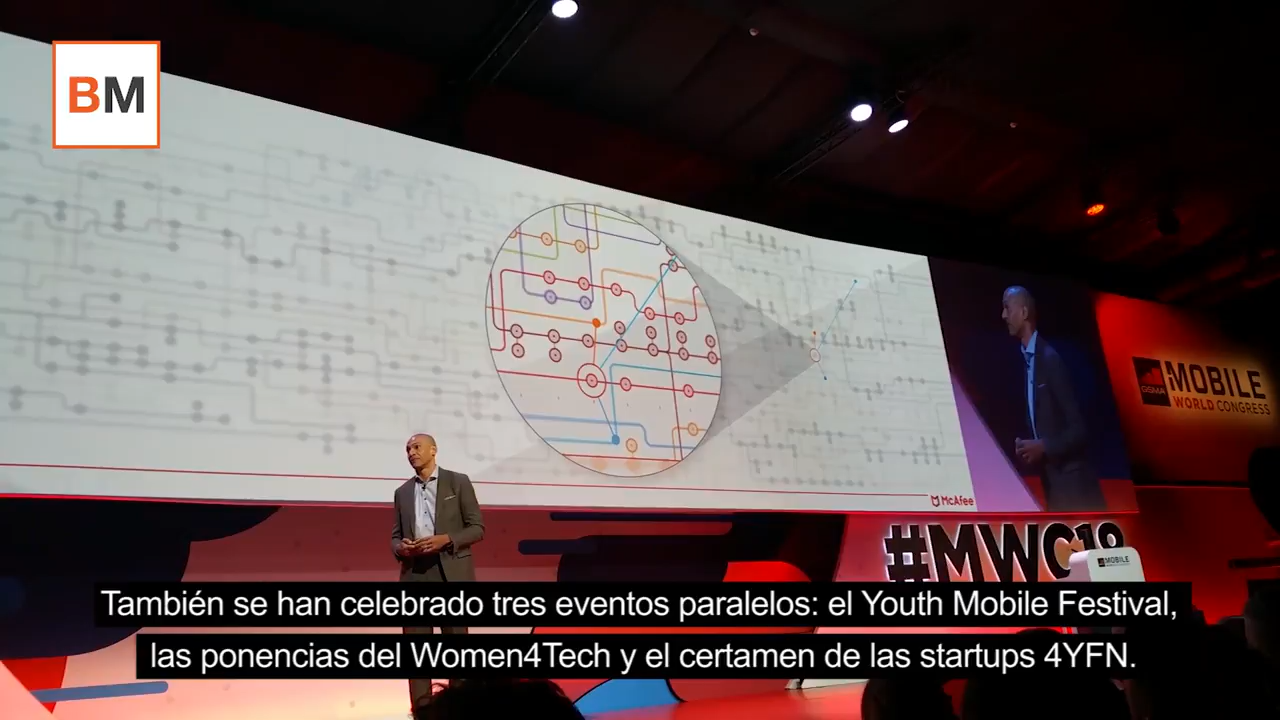 BM
GSMA
MOBILE
WORLD CONGRESS
McAfee
#MWC19
MOBILE
También se han celebrado tres eventos paralelos: el Youth Mobile Festival,
las ponencias del Women4Tech y el certamen de las startups 4YFN.